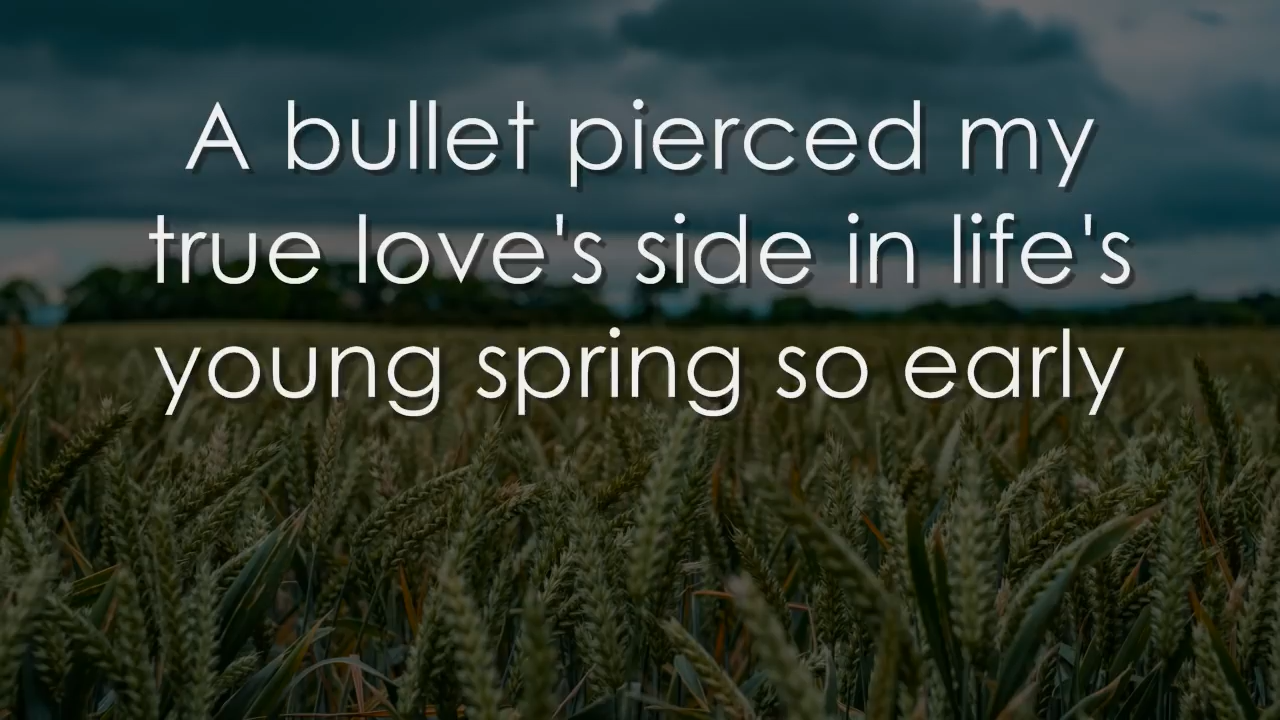 A bullet pierced my
true love's side in life's
young spring so early